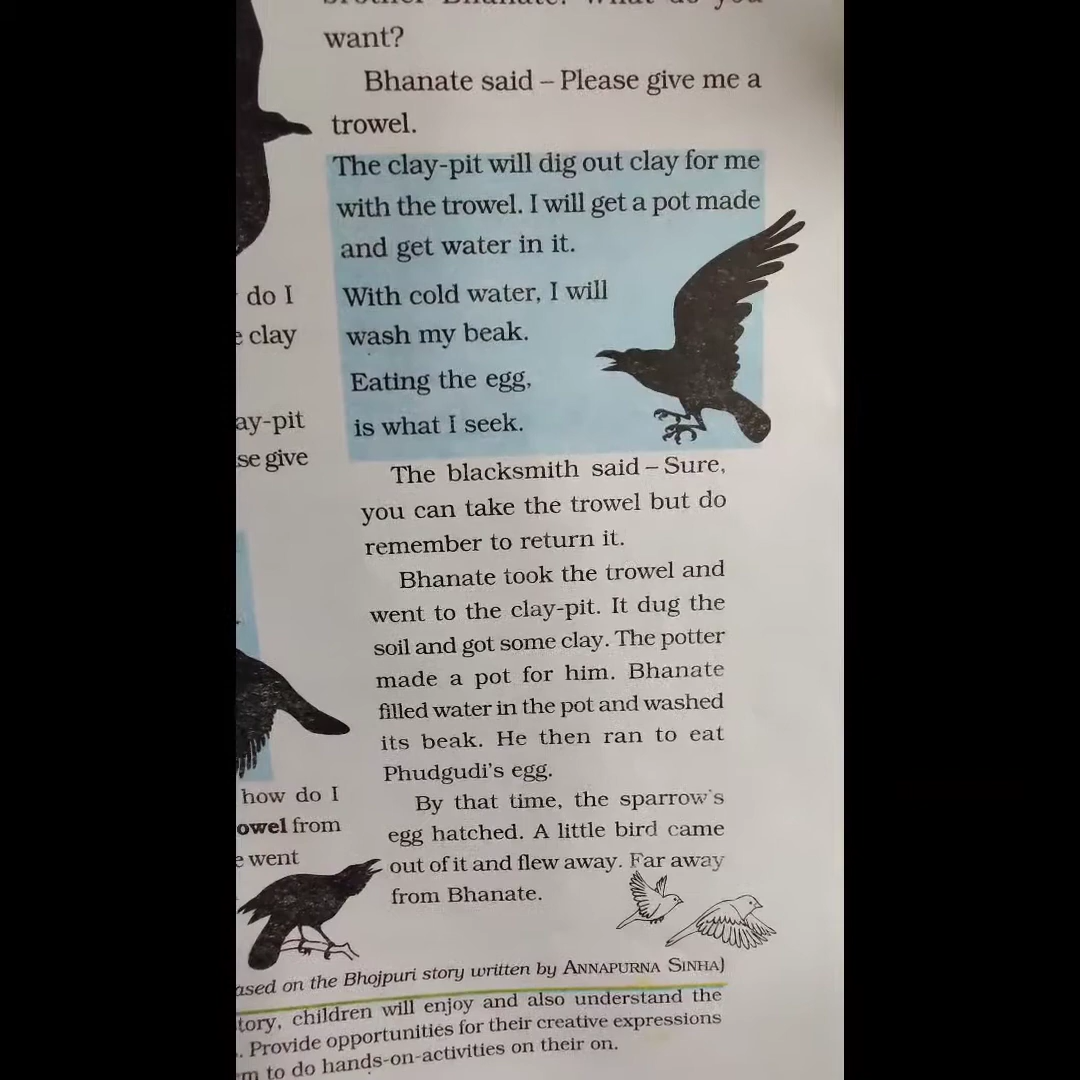 do I
clay
ay-pit
se give
how do I
owel from
went
want?
Bhanate said – Please give me a
trowel.
The clay-pit will dig out clay for me
with the trowel. I will get a pot made
and get water in it.
With cold water, I will
wash my beak.
Eating the egg,
is what I seek.
The blacksmith said – Sure,
you can take the trowel but do
remember to return it.
Bhanate took the trowel and
went to the clay-pit. It dug the
soil and got some clay. The potter
made a pot for him. Bhanate
filled water in the pot and washed
its beak. He then ran to eat
Phudgudi's egg.
By that time, the sparrow's
egg hatched. A little bird came
out of it and flew away. Far away
from Bhanate.
ased on the Bhojpuri story written by ANNAPURNA SINHA)
tory, children will enjoy and also understand the
. Provide opportunities for their creative expressions
m to do hands-on-activities on their on.